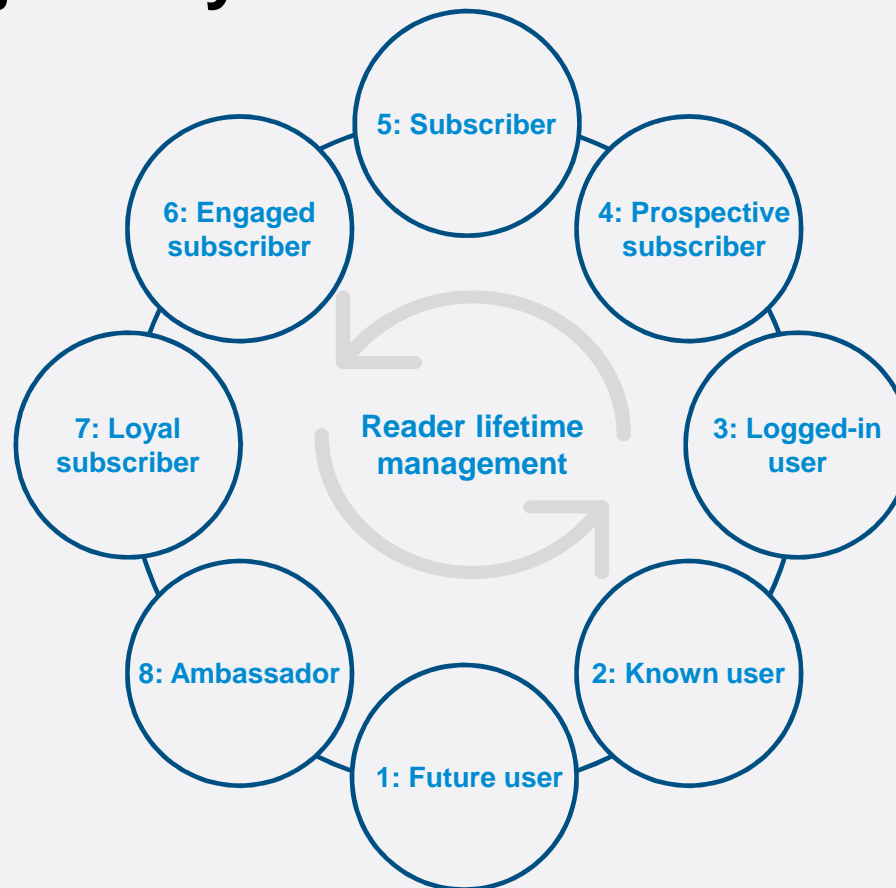 5: Subscriber
4: Prospective
subscriber
3: Logged-in
user
2: Known user
1: Future user
8: Ambassador
7: Loyal
subscriber
6: Engaged
subscriber
Reader lifetime
management